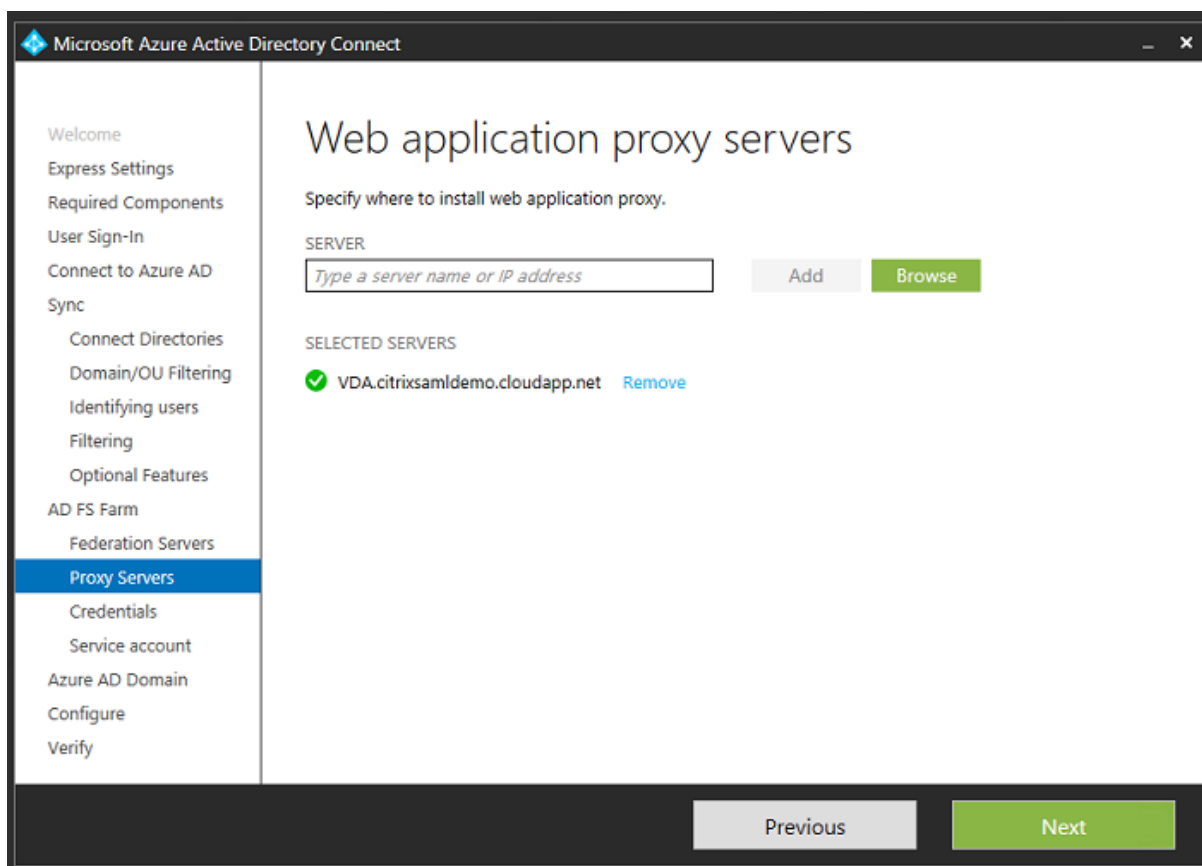 Microsoft Azure Active Directory Connect
Welcome
Express Settings
Required Components
User Sign-In
Connect to Azure AD
Sync
Connect Directories
Domain/OU Filtering
Identifying users
Filtering
Optional Features
AD FS Farm
Federation Servers
Proxy Servers
Credentials
Service account
Azure AD Domain
Configure
Verify
Web application proxy servers
Specify where to install web application proxy.
SERVER
Type a server name or IP address
Add
Browse
SELECTED SERVERS
VDA.citrixsamldemo.cloudapp.net Remove
Previous
Next